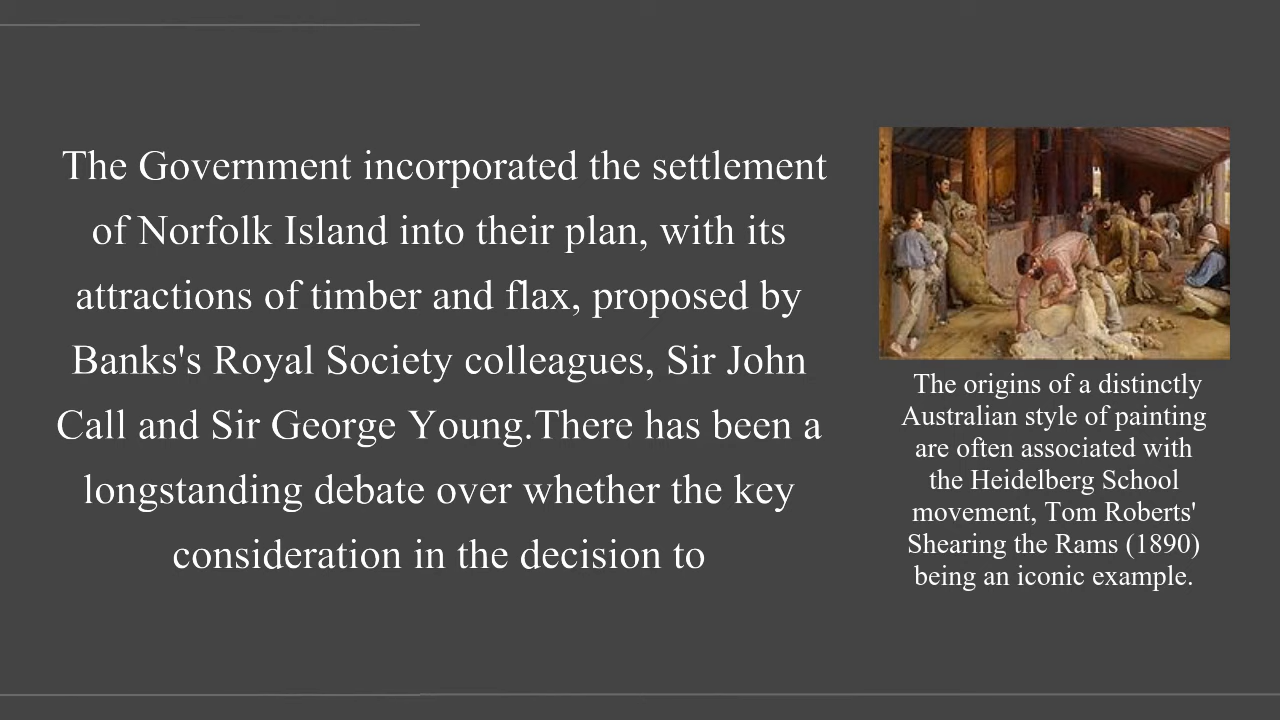 The Government incorporated the settlement
of Norfolk Island into their plan, with its
attractions of timber and flax, proposed by
Banks's Royal Society colleagues, Sir John
Call and Sir George Young.There has been a
longstanding debate over whether the key
consideration in the decision to
The origins of a distinctly
Australian style of painting
are often associated with
the Heidelberg School
movement, Tom Roberts'
Shearing the Rams (1890)
being an iconic example.